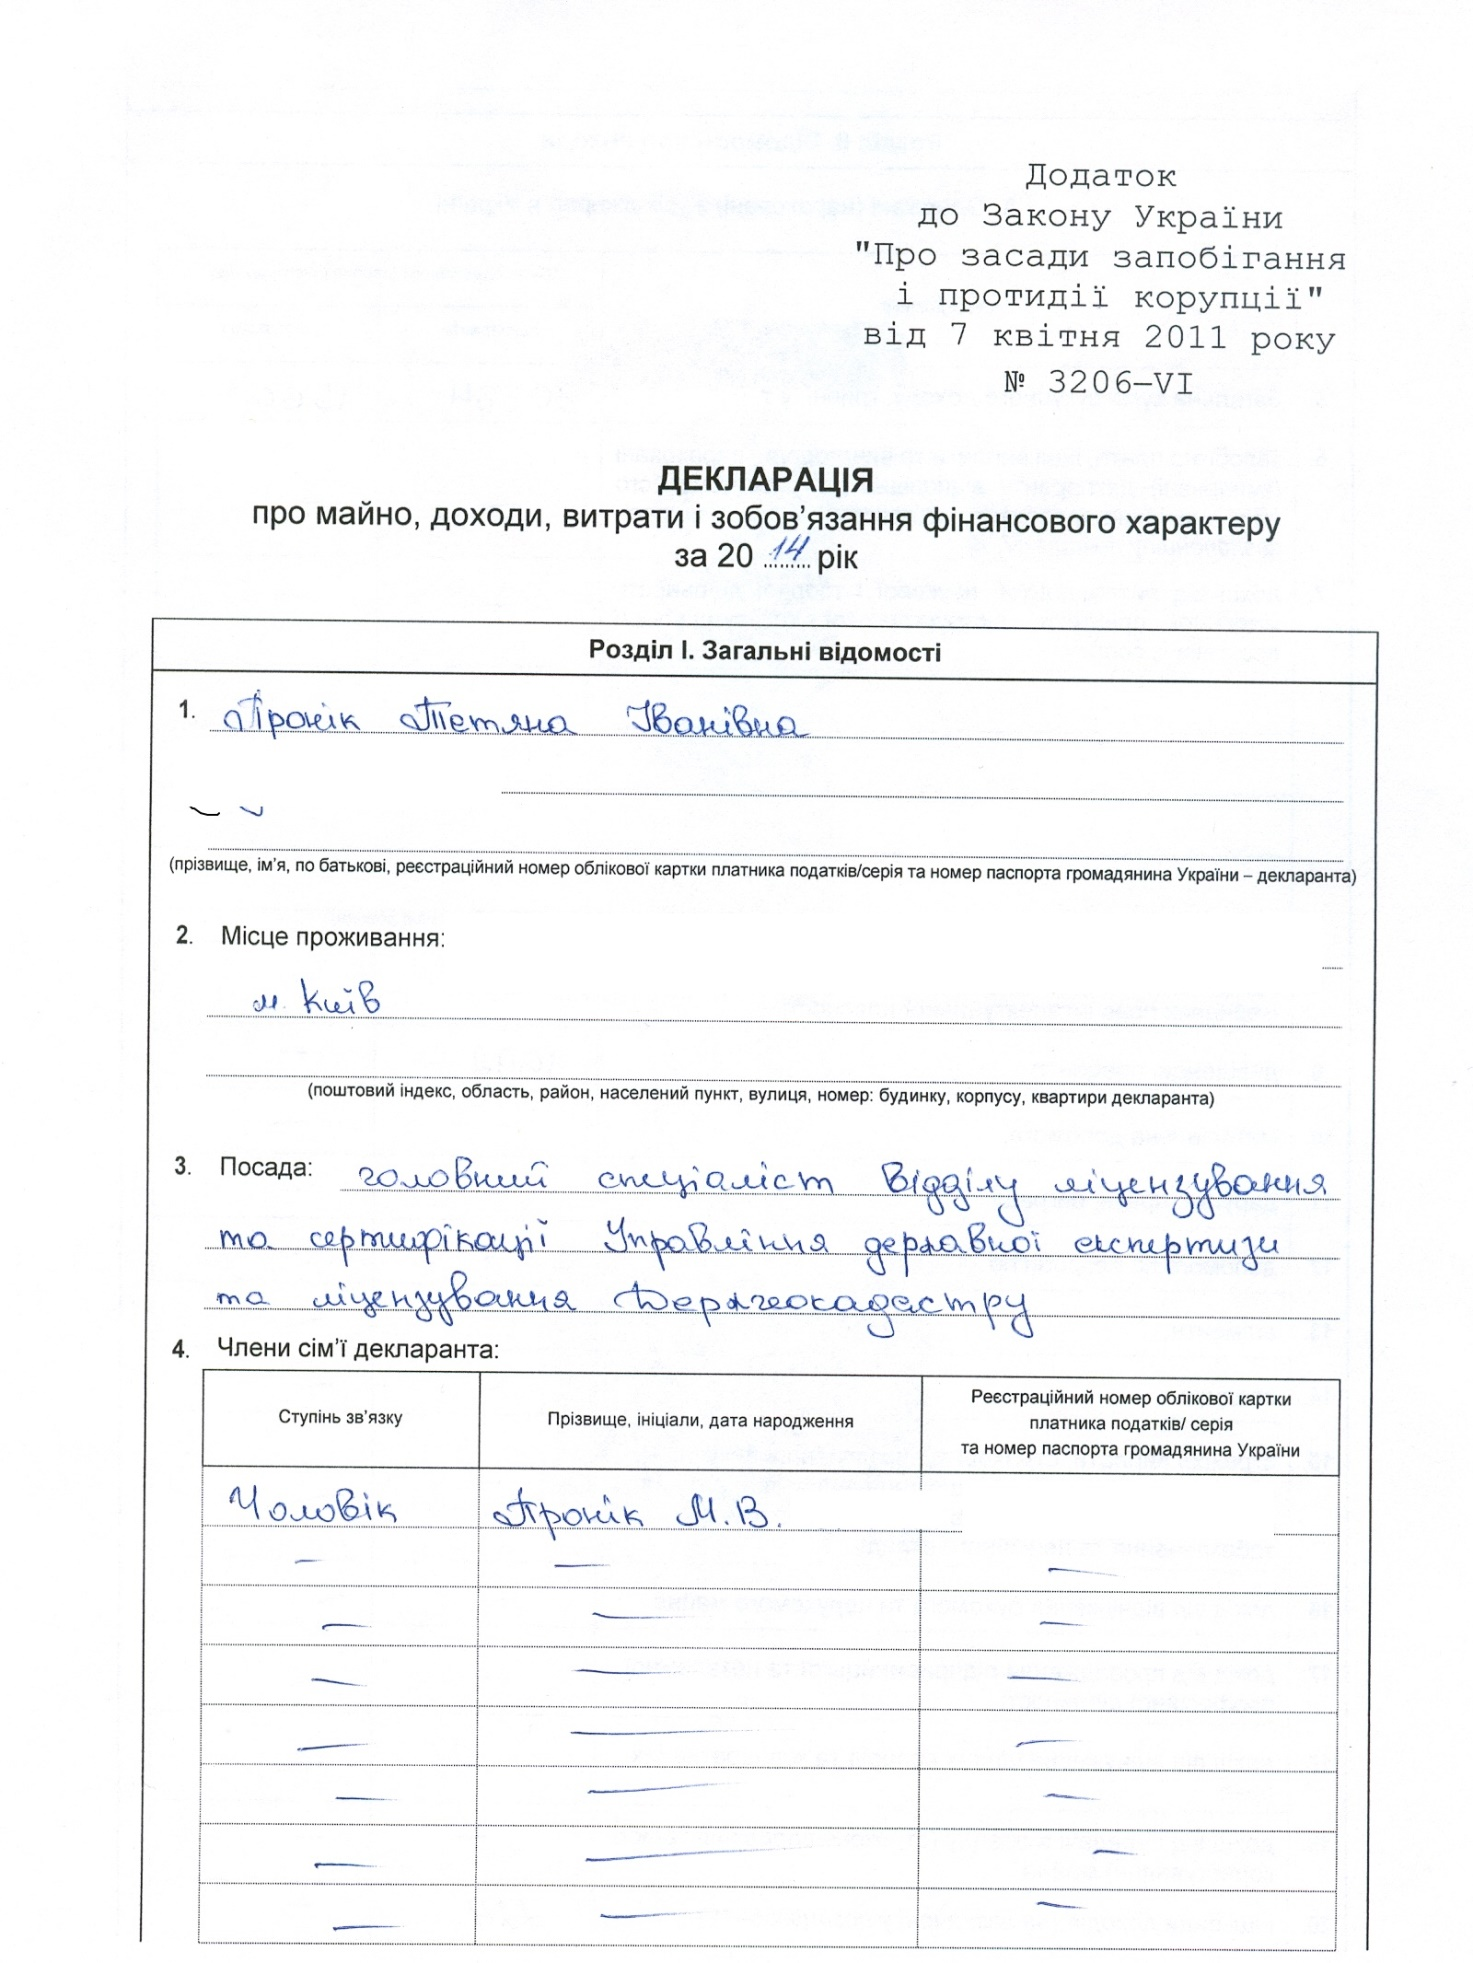 Додаток
до Закону України
"Про засади запобігання
і протидії корупції"
від 7 квітня 2011 року
№ 3206–VI
ДЕКЛАРАЦІЯ
про майно, доходи, витрати і зобов’язання фінансового характеру
за 20 14 рік
Розділ І. Загальні відомості
1. Пронік Тетяна Іванівна
(прізвище, ім’я, по батькові, реєстраційний номер облікової картки платника податків/серія та номер паспорта громадянина України – декларанта)
2. Місце проживання:
м. Київ
(поштовий індекс, область, район, населений пункт, вулиця, номер: будинку, корпусу, квартири декларанта)
3. Посада: головний спеціаліст Відділу ліцензування
та сертифікації Управління державної експертизи
та ліцензування Держгеокадастру
4. Члени сім’ї декларанта:
Ступінь зв’язку
Прізвище, ініціали, дата народження
Реєстраційний номер облікової картки
платника податків/ серія
та номер паспорта громадянина України
Чоловік Пронік М.В.
— — —
— — —
— — —
— — —
— — —
— — —
— — —